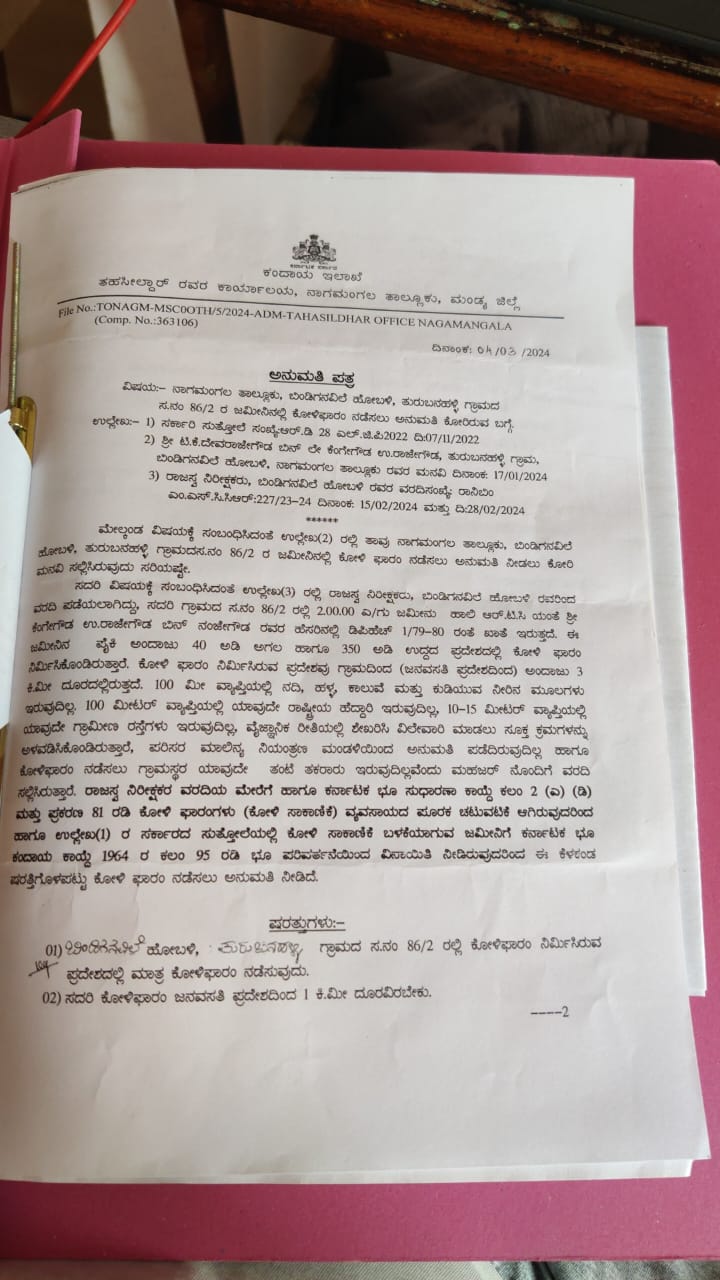 ಕಂದಾಯ ಇಲಾಖೆ
ತಹಸೀಲ್ದಾರ್ ರವರ ಕಾರ್ಯಾಲಯ, ನಾಗಮಂಗಲ ತಾಲ್ಲೂಕು, ಮಂಡ್ಯ ಜಿಲ್ಲೆ
File No.:TONAGM-MSC0OTH/5/2024-ADM-TAHASILDHAR OFFICE NAGAMANGALA
(Comp. No.:363106)
ದಿನಾಂಕ: 04/03/2024
ಅನುಮತಿ ಪತ್ರ
ವಿಷಯ:- ನಾಗಮಂಗಲ ತಾಲ್ಲೂಕು, ಬಿಂಡಿಗನವಿಲೆ ಹೋಬಳಿ, ತುರುಬನಹಳ್ಳಿ ಗ್ರಾಮದ
ಸ.ನಂ 86/2 ರ ಜಮೀನಿನಲ್ಲಿ ಕೋಳಿಫಾರಂ ನಡೆಸಲು ಅನುಮತಿ ಕೋರಿರುವ ಬಗ್ಗೆ.
ಉಲ್ಲೇಖ:- 1) ಸರ್ಕಾರಿ ಸುತ್ತೋಲೆ ಸಂಖ್ಯೆ:ಆರ್.ಡಿ 28 ಎಲ್.ಜಿ.ಪಿ2022 ದಿ:07/11/2022
2) ಶ್ರೀ ಟಿ.ಕೆ.ದೇವರಾಜೇಗೌಡ ಬಿನ್ ಲೇ ಕೆಂಗೇಗೌಡ ಉ.ರಾಜೇಗೌಡ, ತುರುಬನಹಳ್ಳಿ ಗ್ರಾಮ,
ಬಿಂಡಿಗನವಿಲೆ ಹೋಬಳಿ, ನಾಗಮಂಗಲ ತಾಲ್ಲೂಕು ರವರ ಮನವಿ ದಿನಾಂಕ: 17/01/2024
3) ರಾಜಸ್ವ ನಿರೀಕ್ಷಕರು, ಬಿಂಡಿಗನವಿಲೆ ಹೋಬಳಿ ರವರ ವರದಿಸಂಖ್ಯೆ: ರಾನಿಬಿಂ
ಎಂ.ಎಸ್.ಸಿ.ಸಿಆರ್:227/23-24 ದಿನಾಂಕ: 15/02/2024 ಮತ್ತು ದಿ:28/02/2024
******
ಮೇಲ್ಕಂಡ ವಿಷಯಕ್ಕೆ ಸಂಬಂಧಿಸಿದಂತೆ ಉಲ್ಲೇಖ(2) ರಲ್ಲಿ ತಾವು ನಾಗಮಂಗಲ ತಾಲ್ಲೂಕು, ಬಿಂಡಿಗನವಿಲೆ
ಹೋಬಳಿ, ತುರುಬನಹಳ್ಳಿ ಗ್ರಾಮದಸ.ನಂ 86/2 ರ ಜಮೀನಿನಲ್ಲಿ ಕೋಳಿ ಫಾರಂ ನಡೆಸಲು ಅನುಮತಿ ನೀಡಲು ಕೋರಿ
ಮನವಿ ಸಲ್ಲಿಸಿರುವುದು ಸರಿಯಷ್ಟೇ.
ಸದರಿ ವಿಷಯಕ್ಕೆ ಸಂಬಂಧಿಸಿದಂತೆ ಉಲ್ಲೇಖ(3) ರಲ್ಲಿ ರಾಜಸ್ವ ನಿರೀಕ್ಷಕರು, ಬಿಂಡಿಗನವಿಲೆ ಹೋಬಳಿ ರವರಿಂದ
ವರದಿ ಪಡೆಯಲಾಗಿದ್ದು, ಸದರಿ ಗ್ರಾಮದ ಸ.ನಂ 86/2 ರಲ್ಲಿ 2.00.00 ಎ/ಗು ಜಮೀನು ಹಾಲಿ ಆರ್.ಟಿ.ಸಿ ಯಂತೆ ಶ್ರೀ
ಕೆಂಗೇಗೌಡ ಉ.ರಾಜೇಗೌಡ ಬಿನ್ ನಂಜೇಗೌಡ ರವರ ಹೆಸರಿನಲ್ಲಿ ಡಿಪಿಹೆಚ್ 1/79-80 ರಂತೆ ಖಾತೆ ಇರುತ್ತದೆ. ಈ
ಜಮೀನಿನ ಪೈಕಿ ಅಂದಾಜು 40 ಅಡಿ ಅಗಲ ಹಾಗೂ 350 ಅಡಿ ಉದ್ದದ ಪ್ರದೇಶದಲ್ಲಿ ಕೋಳಿ ಫಾರಂ
ನಿರ್ಮಿಸಿಕೊಂಡಿರುತ್ತಾರೆ. ಕೋಳಿ ಫಾರಂ ನಿರ್ಮಿಸಿರುವ ಪ್ರದೇಶವು ಗ್ರಾಮದಿಂದ (ಜನವಸತಿ ಪ್ರದೇಶದಿಂದ) ಅಂದಾಜು 3
ಕಿ.ಮೀ ದೂರದಲ್ಲಿರುತ್ತದೆ. 100 ಮೀ ವ್ಯಾಪ್ತಿಯಲ್ಲಿ ನದಿ, ಹಳ್ಳ, ಕಾಲುವೆ ಮತ್ತು ಕುಡಿಯುವ ನೀರಿನ ಮೂಲಗಳು
ಇರುವುದಿಲ್ಲ. 100 ಮೀಟರ್ ವ್ಯಾಪ್ತಿಯಲ್ಲಿ ಯಾವುದೇ ರಾಷ್ಟ್ರೀಯ ಹೆದ್ದಾರಿ ಇರುವುದಿಲ್ಲ, 10-15 ಮೀಟರ್ ವ್ಯಾಪ್ತಿಯಲ್ಲಿ
ಯಾವುದೇ ಗ್ರಾಮೀಣ ರಸ್ತೆಗಳು ಇರುವುದಿಲ್ಲ, ವೈಜ್ಞಾನಿಕ ರೀತಿಯಲ್ಲಿ ಶೇಖರಿಸಿ ವಿಲೇವಾರಿ ಮಾಡಲು ಸೂಕ್ತ ಕ್ರಮಗಳನ್ನು
ಅಳವಡಿಸಿಕೊಂಡಿರುತ್ತಾರೆ, ಪರಿಸರ ಮಾಲಿನ್ಯ ನಿಯಂತ್ರಣ ಮಂಡಳಿಯಿಂದ ಅನುಮತಿ ಪಡೆದಿರುವುದಿಲ್ಲ ಹಾಗೂ
ಕೋಳಿಫಾರಂ ನಡೆಸಲು ಗ್ರಾಮಸ್ಥರ ಯಾವುದೇ ತಂಟೆ ತಕರಾರು ಇರುವುದಿಲ್ಲವೆಂದು ಮಹಜರ್ ನೊಂದಿಗೆ ವರದಿ
ಸಲ್ಲಿಸಿರುತ್ತಾರೆ. ರಾಜಸ್ವ ನಿರೀಕ್ಷಕರ ವರದಿಯ ಮೇರೆಗೆ ಹಾಗೂ ಕರ್ನಾಟಕ ಭೂ ಸುಧಾರಣಾ ಕಾಯ್ದೆ ಕಲಂ 2 (ಎ) (ಡಿ)
ಮತ್ತು ಪ್ರಕರಣ 81 ರಡಿ ಕೋಳಿ ಫಾರಂಗಳು (ಕೋಳಿ ಸಾಕಾಣಿಕೆ) ವ್ಯವಸಾಯದ ಪೂರಕ ಚಟುವಟಿಕೆ ಆಗಿರುವುದರಿಂದ
ಹಾಗೂ ಉಲ್ಲೇಖ(1) ರ ಸರ್ಕಾರದ ಸುತ್ತೋಲೆಯಲ್ಲಿ ಕೋಳಿ ಸಾಕಾಣಿಕೆ ಬಳಕೆಯಾಗುವ ಜಮೀನಿಗೆ ಕರ್ನಾಟಕ ಭೂ
ಕಂದಾಯ ಕಾಯ್ದೆ 1964 ರ ಕಲಂ 95 ರಡಿ ಭೂ ಪರಿವರ್ತನೆಯಿಂದ ವಿನಾಯಿತಿ ನೀಡಿರುವುದರಿಂದ ಈ ಕೆಳಕಂಡ
ಷರತ್ತಿಗೊಳಪಟ್ಟು ಕೋಳಿ ಫಾರಂ ನಡೆಸಲು ಅನುಮತಿ ನೀಡಿದೆ.
ಷರತ್ತುಗಳು:-
01) ಬಿಂಡಿಗನವಿಲೆ ಹೋಬಳಿ, ತುರುಬನಹಳ್ಳಿ ಗ್ರಾಮದ ಸ.ನಂ 86/2 ರಲ್ಲಿ ಕೋಳಿಫಾರಂ ನಿರ್ಮಿಸಿರುವ
ಪ್ರದೇಶದಲ್ಲಿ ಮಾತ್ರ ಕೋಳಿಫಾರಂ ನಡೆಸುವುದು.
02) ಸದರಿ ಕೋಳಿಫಾರಂ ಜನವಸತಿ ಪ್ರದೇಶದಿಂದ 1 ಕಿ.ಮೀ ದೂರವಿರಬೇಕು.
----2